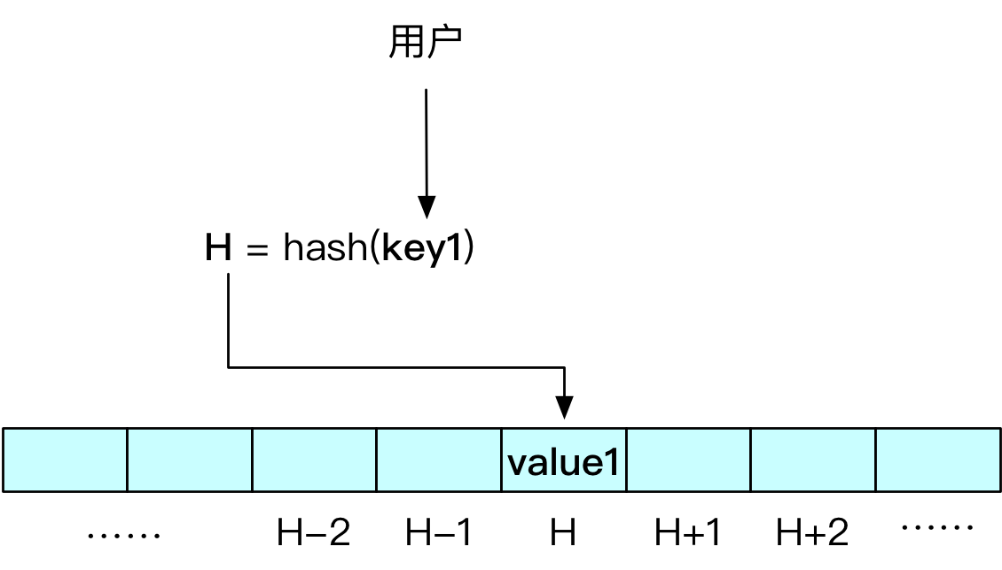 用户
H = hash(key1)
value1
…… H−2 H−1 H H+1 H+2 ……